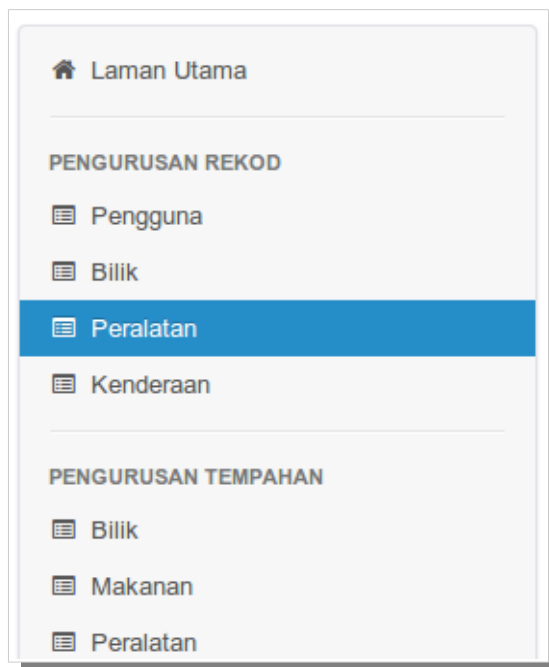 Laman Utama
PENGURUSAN REKOD
Pengguna
Bilik
Peralatan
Kenderaan
PENGURUSAN TEMPAHAN
Bilik
Makanan
Peralatan